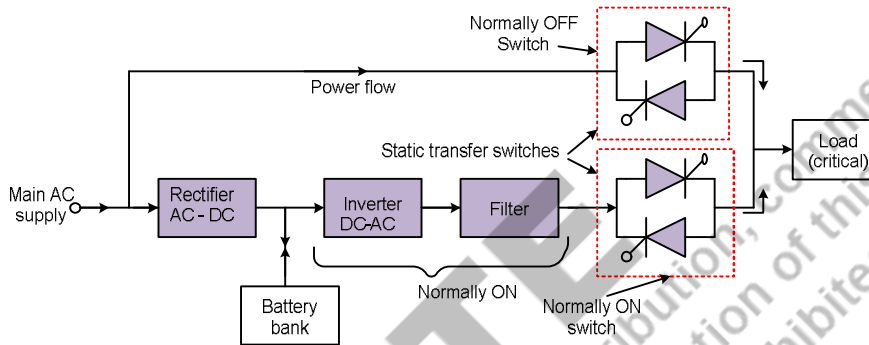 Normally OFF
Switch
Power flow
Static transfer switches
Load
(critical)
Main AC
supply
Rectifier
AC - DC
Inverter
DC-AC
Filter
Normally ON
Battery
bank
Normally ON
switch